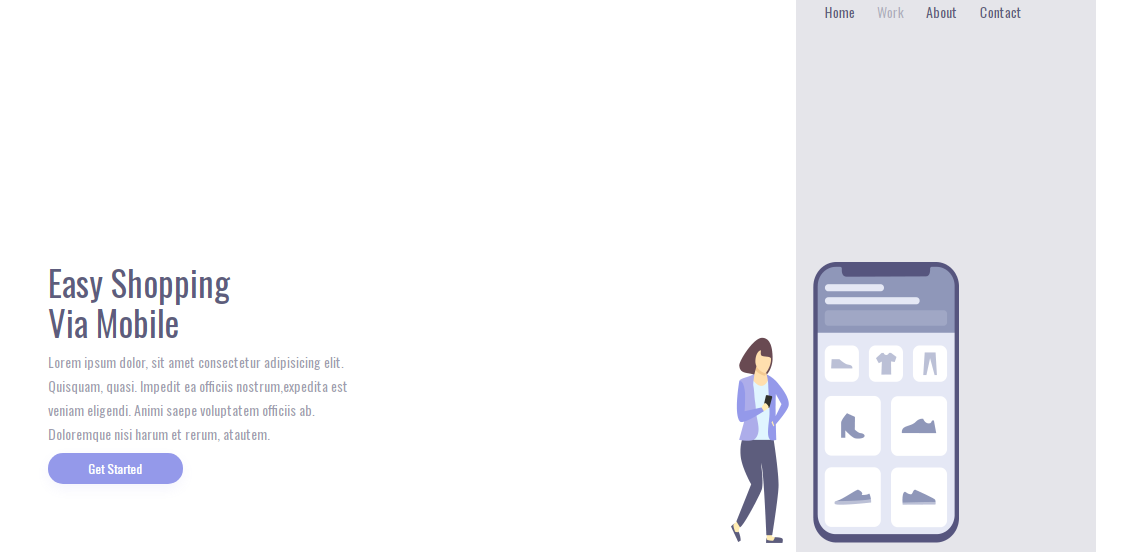 Home Work About Contact
Easy Shopping
Via Mobile
Lorem ipsum dolor, sit amet consectetur adipisicing elit.
Quisquam, quasi. Impedit ea officiis nostrum,expedita est
veniam eligendi. Animi saepe voluptatem officiis ab.
Doloremque nisi harum et rerum, atautem.
Get Started